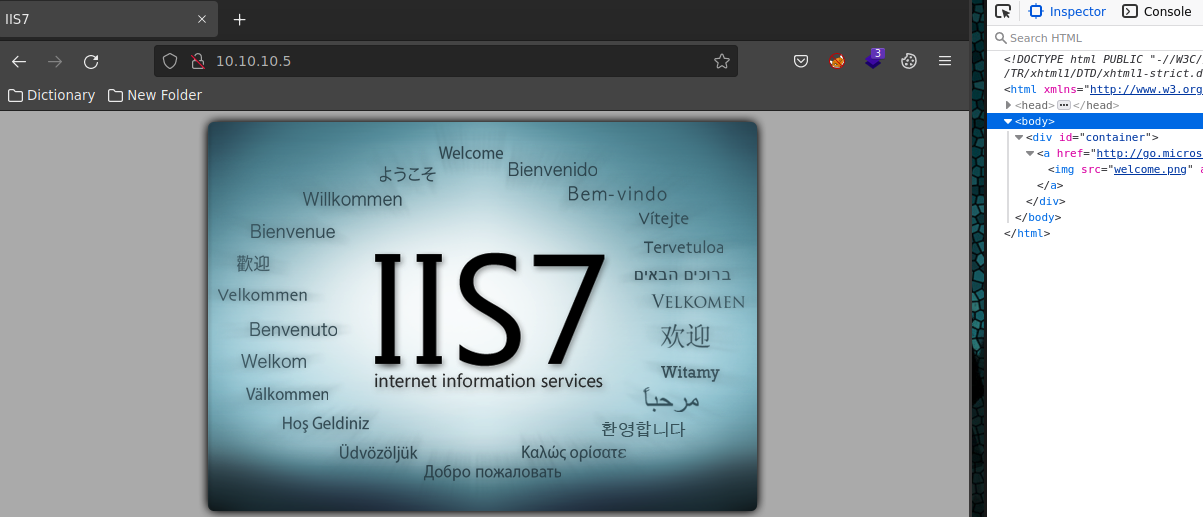 IIS7
10.10.10.5
3
Dictionary
New Folder
Welcome
ようこそ
Bienvenido
Willkommen
Bem-vindo
Vítejte
Bienvenue
Tervetuloa
歡迎
ברוכים הבאים
Velkommen
VELKOMEN
Benvenuto
欢迎
Welkom
Witamy
Välkommen
مرحباً
Hoş Geldiniz
환영합니다
Üdvözöljük
Καλώς ορίσατε
Добро пожаловать
IIS7
internet information services
Inspector
Console
Search HTML
<!DOCTYPE html PUBLIC "-//W3C/
/TR/xhtml1/DTD/xhtml1-strict.d
<html xmlns="http://www.w3.org
<head> ••• </head>
<body>
<div id="container">
<a href="http://go.micros
<img src="welcome.png" a
</a>
</div>
</body>
</html>